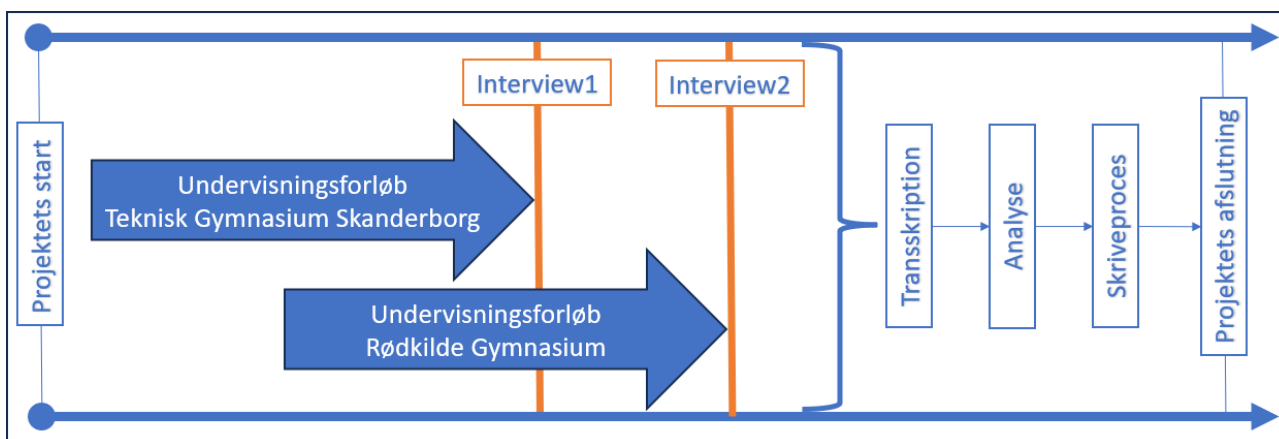 Projektets start
Interview1
Interview2
Undervisningsforløb
Teknisk Gymnasium Skanderborg
Undervisningsforløb
Rødkilde Gymnasium
Transskription
Analyse
Skriveproces
Projektets afslutning